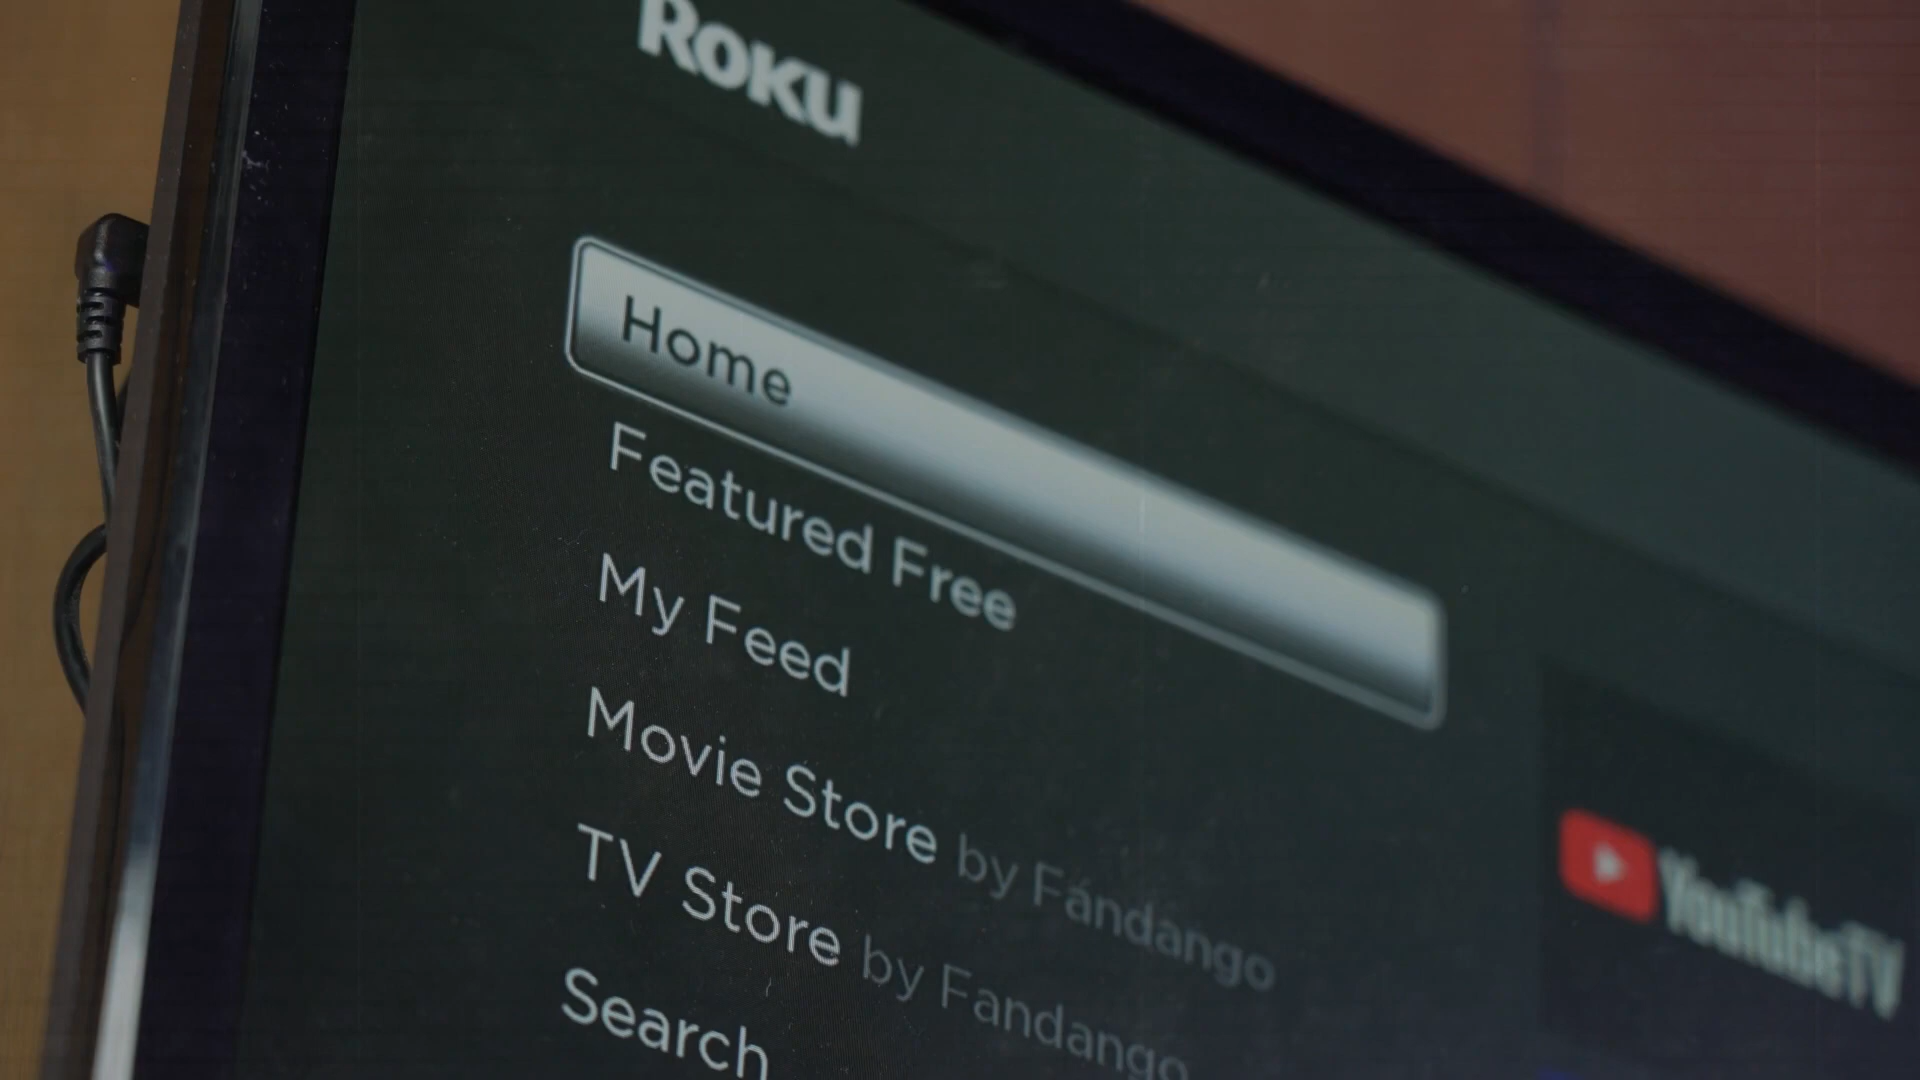 ROKU
Home
Featured Free
My Feed
Movie Store by Fandango
TV Store by Fandango
Search
YouTubeTV